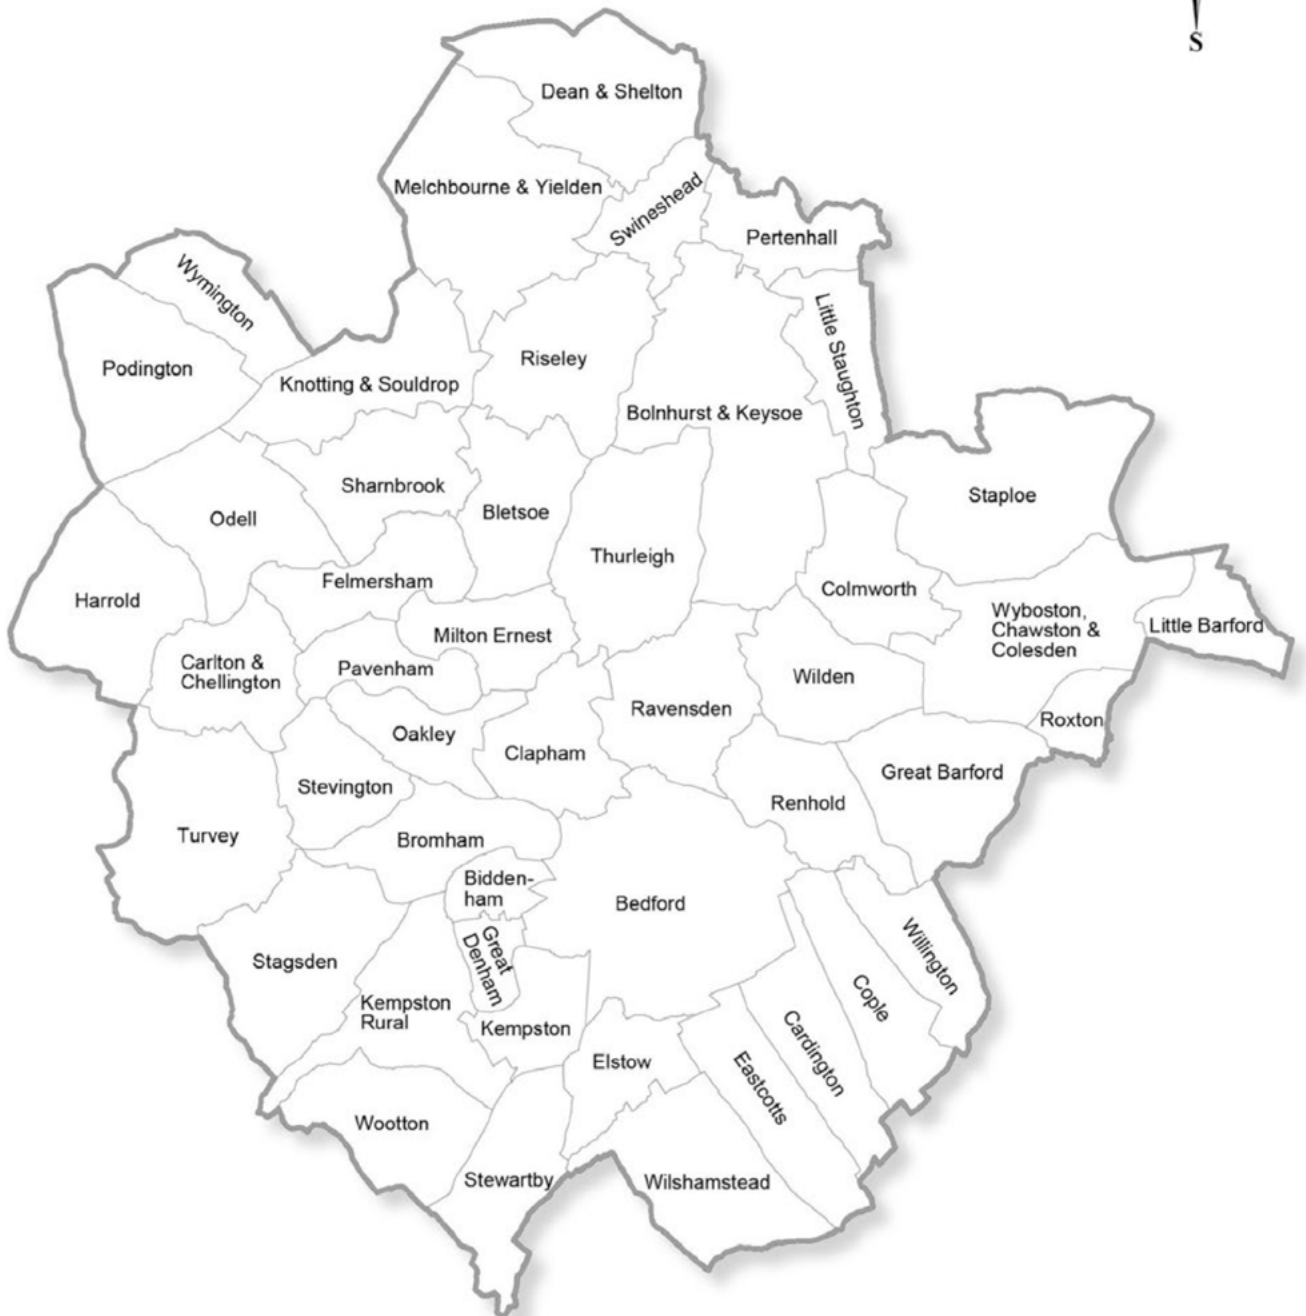 S
Dean & Shelton
Melchbourne & Yielden
Swineshead
Pertenhall
Wymington
Little Staughton
Podington
Riseley
Knotting & Souldrop
Bolnhurst & Keysoe
Sharnbrook
Staploe
Bletsoe
Odell
Thurleigh
Felmersham
Colmworth
Harrold
Wyboston,
Chawston &
Colesden
Little Barford
Milton Ernest
Carlton &
Chellington
Pavenham
Wilden
Ravensden
Roxton
Oakley
Clapham
Great Barford
Stevington
Renhold
Turvey
Bromham
Bidden-
ham
Bedford
Great
Denham
Willington
Stagsden
Cople
Kempston
Rural
Kempston
Cardington
Elstow
Eastcotts
Wootton
Stewartby
Wilshamstead